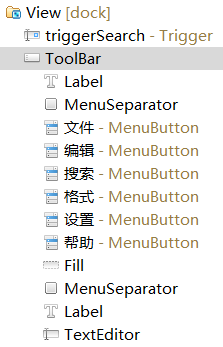 View [dock]
triggerSearch - Trigger
ToolBar
Label
MenuSeparator
文件 - MenuButton
编辑 - MenuButton
搜索 - MenuButton
格式 - MenuButton
设置 - MenuButton
帮助 - MenuButton
Fill
MenuSeparator
Label
TextEditor